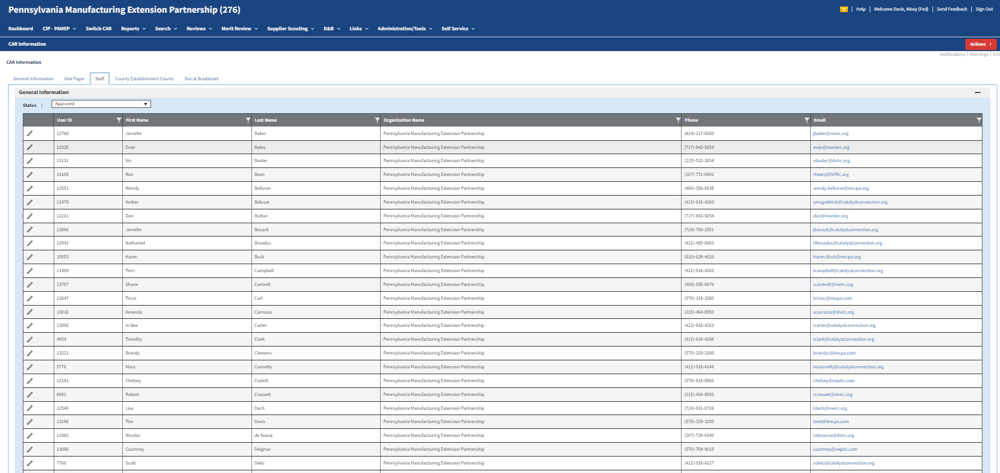 Pennsylvania Manufacturing Extension Partnership (276)
Help | Welcome Davis, Missy (Fed) | Send Feedback | Sign Out
Dashboard CIP - PAMEP Switch CAR Reports Search Reviews Merit Review Supplier Scouting D&B Links Administration/Tools Self Service
CAR Information
Actions
Notifications | Warnings | Erro
CAR Information
General Information One Pager Staff County Establishment Counts Dun & Bradstreet
General Information
Status : Approved
User ID First Name Last Name Organization Name Phone Email
12760 Jennifer Baker Pennsylvania Manufacturing Extension Partnership (814)-217-6060 jbaker@nwirc.org
12535 Evan Bates Pennsylvania Manufacturing Extension Partnership (717)-843-5054 evan@mantec.org
13131 Viv Baxter Pennsylvania Manufacturing Extension Partnership (215)-532-2054 vbaxter@dvirc.org
14109 Ron Bean Pennsylvania Manufacturing Extension Partnership (267)-772-0492 rbean@DVIRC.org
12551 Wendy Beltzner Pennsylvania Manufacturing Extension Partnership (484)-356-6938 wendy.beltzner@mrcpa.org
11479 Amber Belusar Pennsylvania Manufacturing Extension Partnership (412)-918-4260 amcgoldrick@catalystconnection.org
12211 Don Bolton Pennsylvania Manufacturing Extension Partnership (717)-843-5054 don@mantec.org
13896 Jennifer Bosack Pennsylvania Manufacturing Extension Partnership (724)-708-2591 jbosack@catalystconnection.org
12942 Nathaniel Broadus Pennsylvania Manufacturing Extension Partnership (412)-495-0683 Nbroadus@catalystconnection.org
10053 Karen Buck Pennsylvania Manufacturing Extension Partnership (610)-628-4626 Karen.Buck@mrcpa.org
11499 Terri Campbell Pennsylvania Manufacturing Extension Partnership (412)-918-4283 tcampbell@catalystconnection.org
13707 Shane Cantrell Pennsylvania Manufacturing Extension Partnership (406)-595-0679 scantrell@nwirc.org
13647 Tricia Carl Pennsylvania Manufacturing Extension Partnership (570)-329-3200 triciac@imcpa.com
13010 Amanda Carrozza Pennsylvania Manufacturing Extension Partnership (215)-464-8550 acarrozza@dvirc.org
13006 In'dea Carter Pennsylvania Manufacturing Extension Partnership (412)-918-4263 icarter@catalystconnection.org
4054 Timothy Clark Pennsylvania Manufacturing Extension Partnership (412)-918-4288 tclark@catalystconnection.org
13221 Brandy Clemens Pennsylvania Manufacturing Extension Partnership (570)-329-3200 brandyc@imcpa.com
5776 Mara Connelly Pennsylvania Manufacturing Extension Partnership (412)-918-4248 mconnelly@catalystconnection.org
12191 Chelsey Coslett Pennsylvania Manufacturing Extension Partnership (570)-819-8966 chelsey@nepirc.com
8892 Robert Crossett Pennsylvania Manufacturing Extension Partnership (215)-464-8550 rcrossett@dvirc.org
12540 Lisa Dach Pennsylvania Manufacturing Extension Partnership (724)-931-0728 ldach@nwirc.org
13196 Tim Davis Pennsylvania Manufacturing Extension Partnership (570)-329-3200 timd@imcpa.com
12882 Nicolas de Sousa Pennsylvania Manufacturing Extension Partnership (267)-739-9340 ndesousa@dvirc.org
13086 Courtney Deignan Pennsylvania Manufacturing Extension Partnership (570)-704-0015 courtney@nepirc.com
7760 Scott Dietz Pennsylvania Manufacturing Extension Partnership (412)-918-4227 sdietz@catalystconnection.org